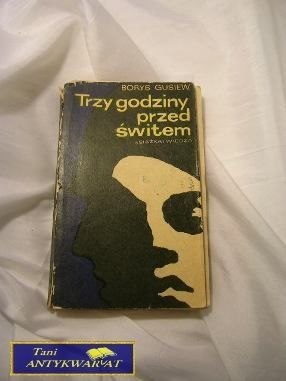 BORYS GUSIEW
Trzy godziny
przed
świtem
KSIĄŻKA I WIEDZA
Tani
ANTYKWARIAT